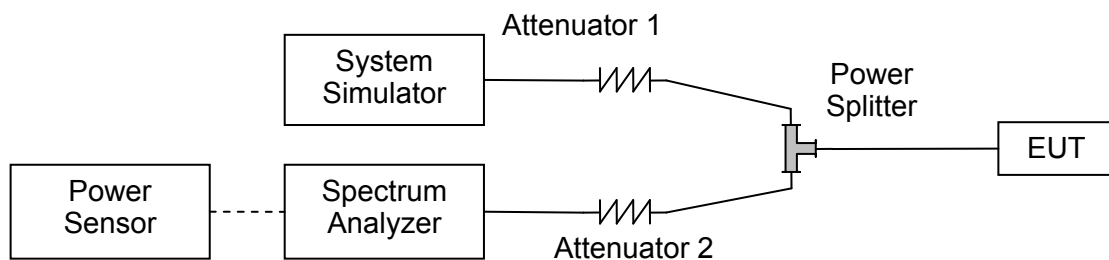 Attenuator 1
System
Simulator
Power
Splitter
EUT
Power
Sensor
Spectrum
Analyzer
Attenuator 2